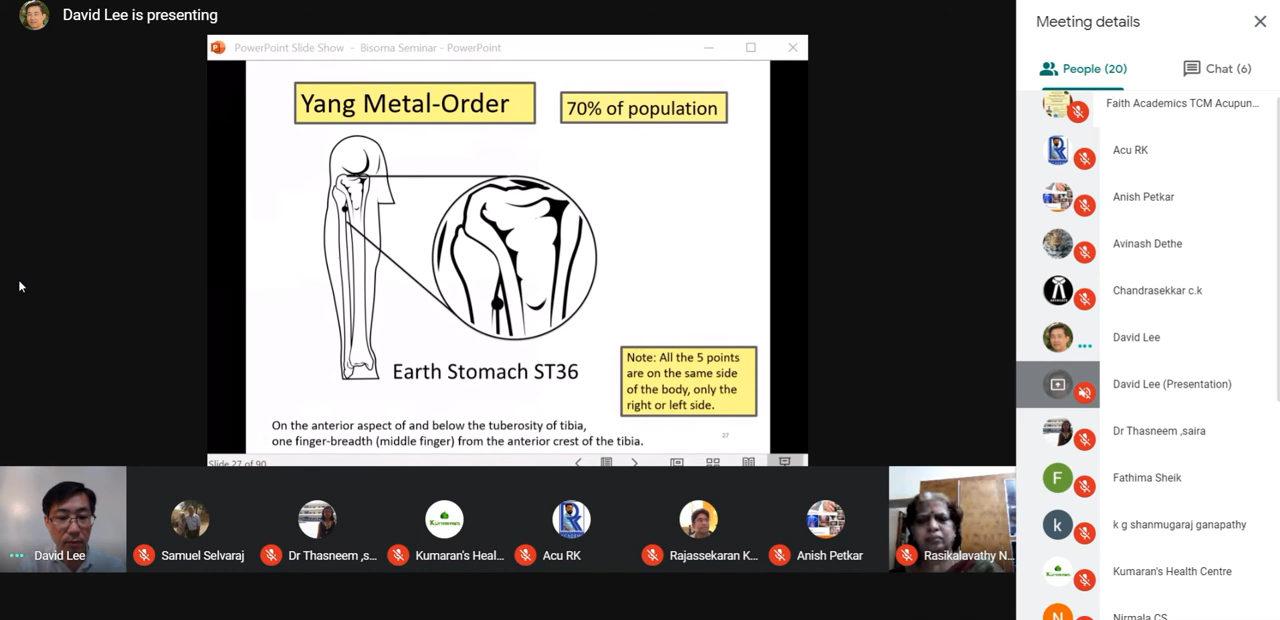 David Lee is presenting
PowerPoint Slide Show - Bisoma Seminar - PowerPoint
Yang Metal-Order
70% of population
Earth Stomach ST36
Note: All the 5 points
are on the same side
of the body, only the
right or left side.
On the anterior aspect of and below the tuberosity of tibia,
one finger-breadth (middle finger) from the anterior crest of the tibia.
27
Slide 27 of 90
David Lee
Samuel Selvaraj
Dr Thasneem ,s...
Kumaran's Heal...
Acu RK
Rajassekaran K...
Anish Petkar
Rasikalavathy N...
Kumaran's
Meeting details
People (20)
Chat (6)
Faith Academics TCM Acupun...
Acu RK
Anish Petkar
Avinash Dethe
Chandrasekkar c.k
David Lee
David Lee (Presentation)
Dr Thasneem ,saira
F
Fathima Sheik
k
k g shanmugaraj ganapathy
Kumaran's Health Centre
N
Nirmala CS